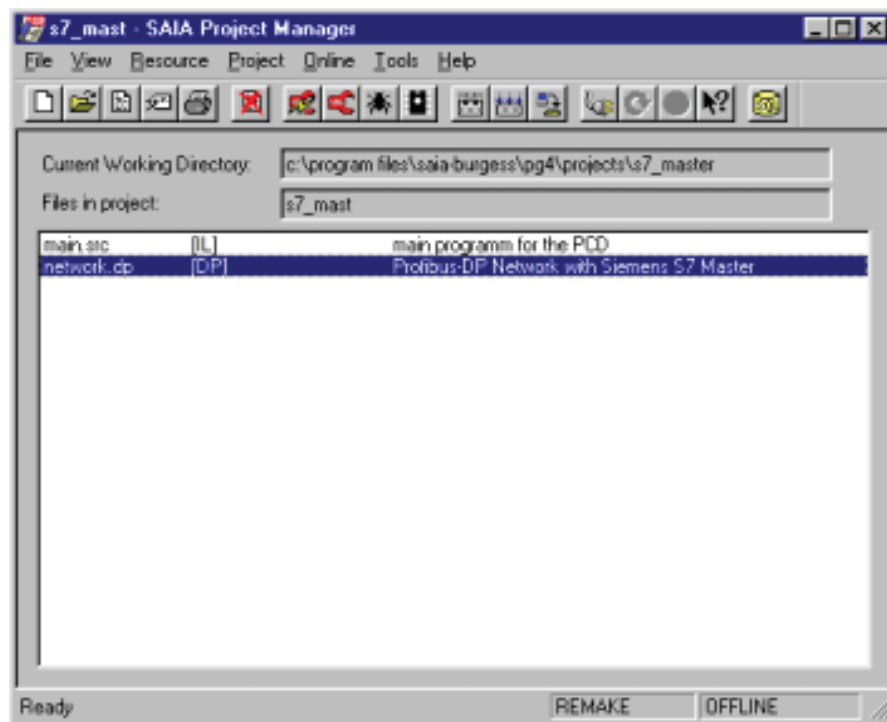 s7_mast - SAIA Project Manager
File View Resource Project Online Tools Help
Current Working Directory: c:\program files\saia-burgess\pg4\projects\s7_master
Files in project: s7_mast
main.src [IL] main programm for the PCD
network.dp [DP] Profibus-DP Network with Siemens S7 Master
Ready REMAKE OFFLINE